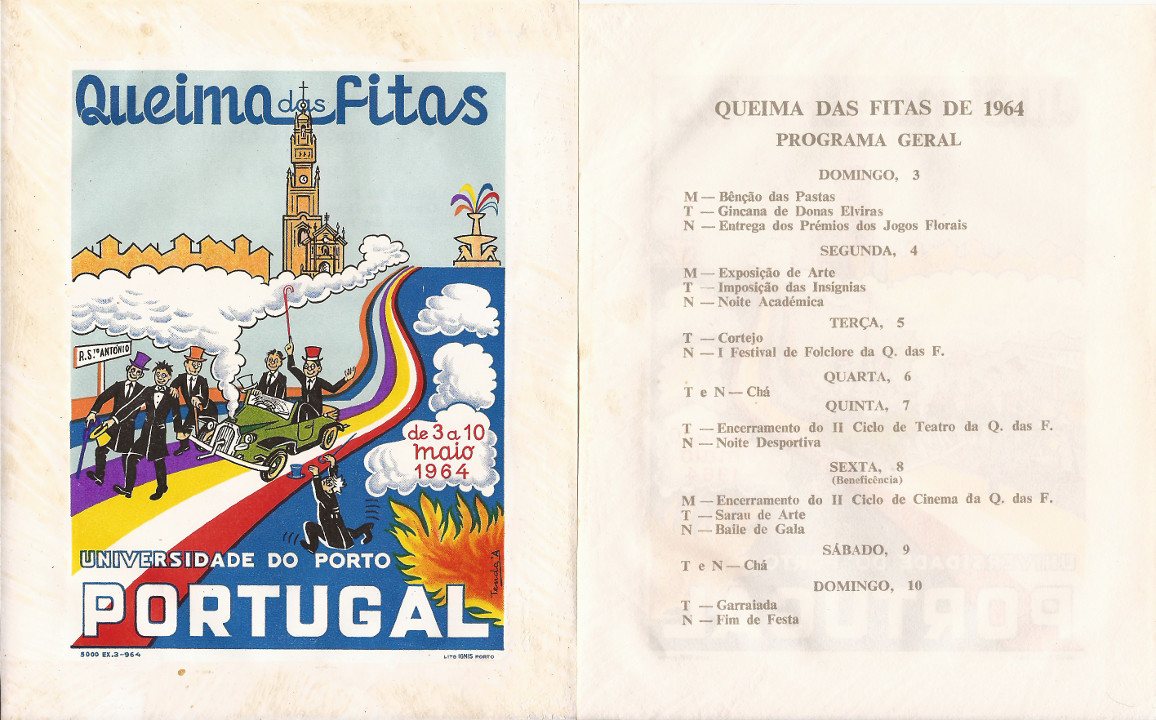 Queima das Fitas
R. S.TO ANTÓNIO
de 3 a 10
maio
1964
UNIVERSIDADE DO PORTO
PORTUGAL
Tenda A
5000 EX. 3-964
LITO IGNIS PORTO
QUEIMA DAS FITAS DE 1964
PROGRAMA GERAL
DOMINGO, 3
M — Bênção das Pastas
T — Gincana de Donas Elviras
N — Entrega dos Prémios dos Jogos Florais
SEGUNDA, 4
M — Exposição de Arte
T — Imposição das Insígnias
N — Noite Académica
TERÇA, 5
T — Cortejo
N — I Festival de Folclore da Q. das F.
QUARTA, 6
T e N — Chá
QUINTA, 7
T — Encerramento do II Ciclo de Teatro da Q. das F.
N — Noite Desportiva
SEXTA, 8
(Beneficência)
M — Encerramento do II Ciclo de Cinema da Q. das F.
T — Sarau de Arte
N — Baile de Gala
SÁBADO, 9
T e N — Chá
DOMINGO, 10
T — Garraiada
N — Fim de Festa